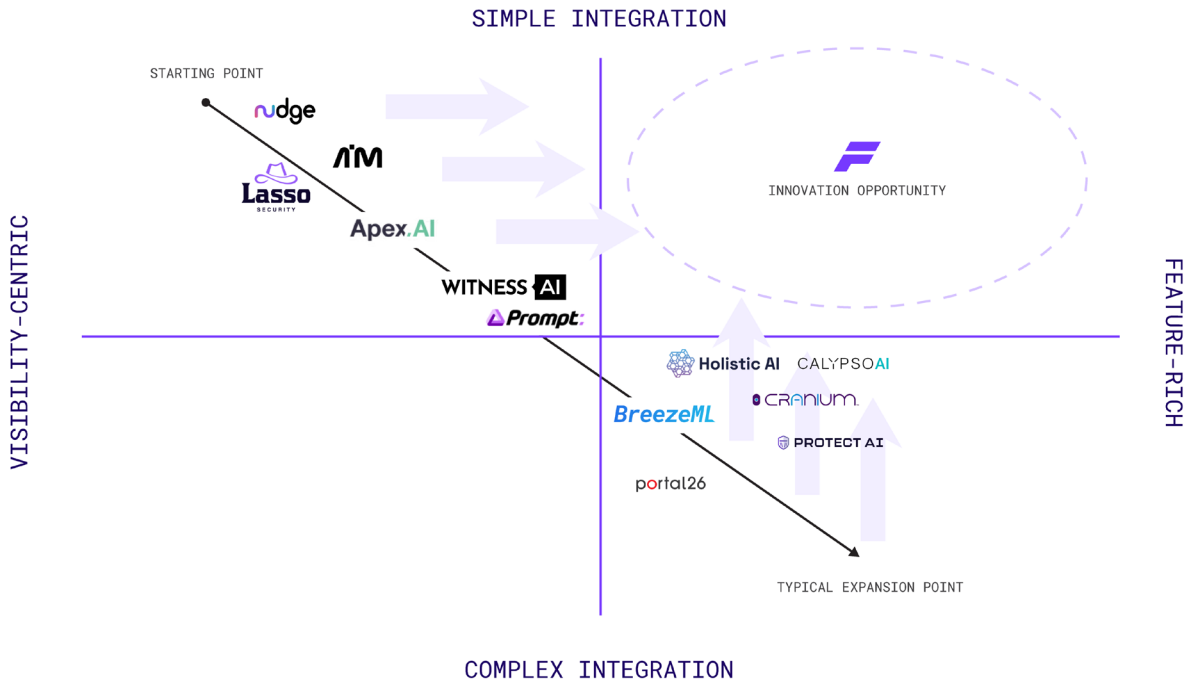 SIMPLE INTEGRATION
STARTING POINT
nudge
AIM
Lasso
SECURITY
Apex.AI
WITNESS AI
Prompt:
INNOVATION OPPORTUNITY
VISIBILITY-CENTRIC
FEATURE-RICH
Holistic AI
CALYPSOAI
CRANIUM
BreezeML
PROTECT AI
portal26
TYPICAL EXPANSION POINT
COMPLEX INTEGRATION